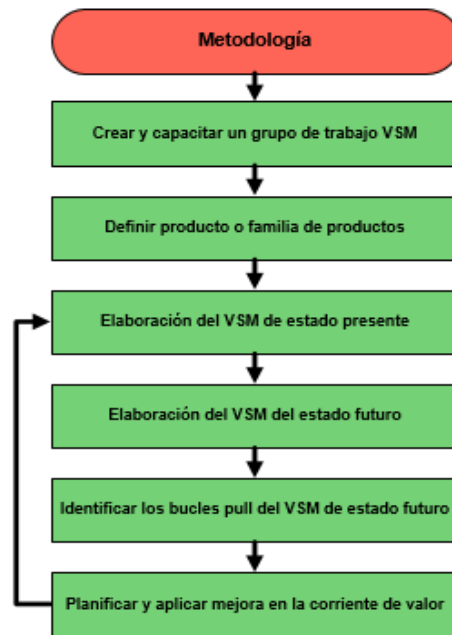 Metodología
Crear y capacitar un grupo de trabajo VSM
Definir producto o familia de productos
Elaboración del VSM de estado presente
Elaboración del VSM del estado futuro
Identificar los bucles pull del VSM de estado futuro
Planificar y aplicar mejora en la corriente de valor